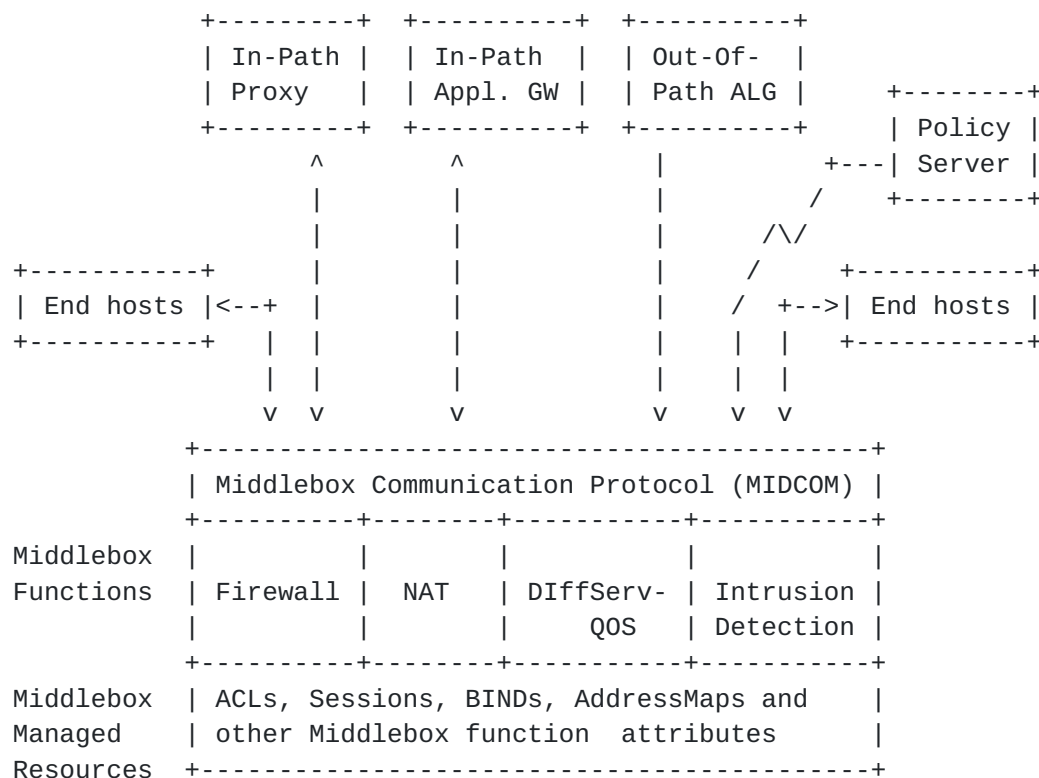 In-Path In-Path Out-Of-
Proxy Appl. GW Path ALG
Policy
Server
End hosts End hosts
Middlebox Communication Protocol (MIDCOM)
Middlebox
Functions Firewall NAT DIffServ- Intrusion
QOS Detection
Middlebox ACLs, Sessions, BINDs, AddressMaps and
Managed other Middlebox function attributes
Resources